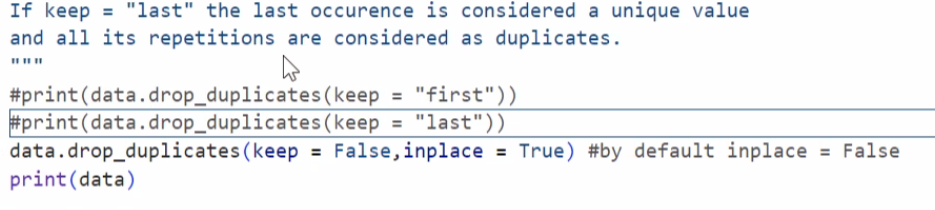 If keep = "last" the last occurence is considered a unique value
and all its repetitions are considered as duplicates.
"""
#print(data.drop_duplicates(keep = "first"))
#print(data.drop_duplicates(keep = "last"))
data.drop_duplicates(keep = False,inplace = True) #by default inplace = False
print(data)